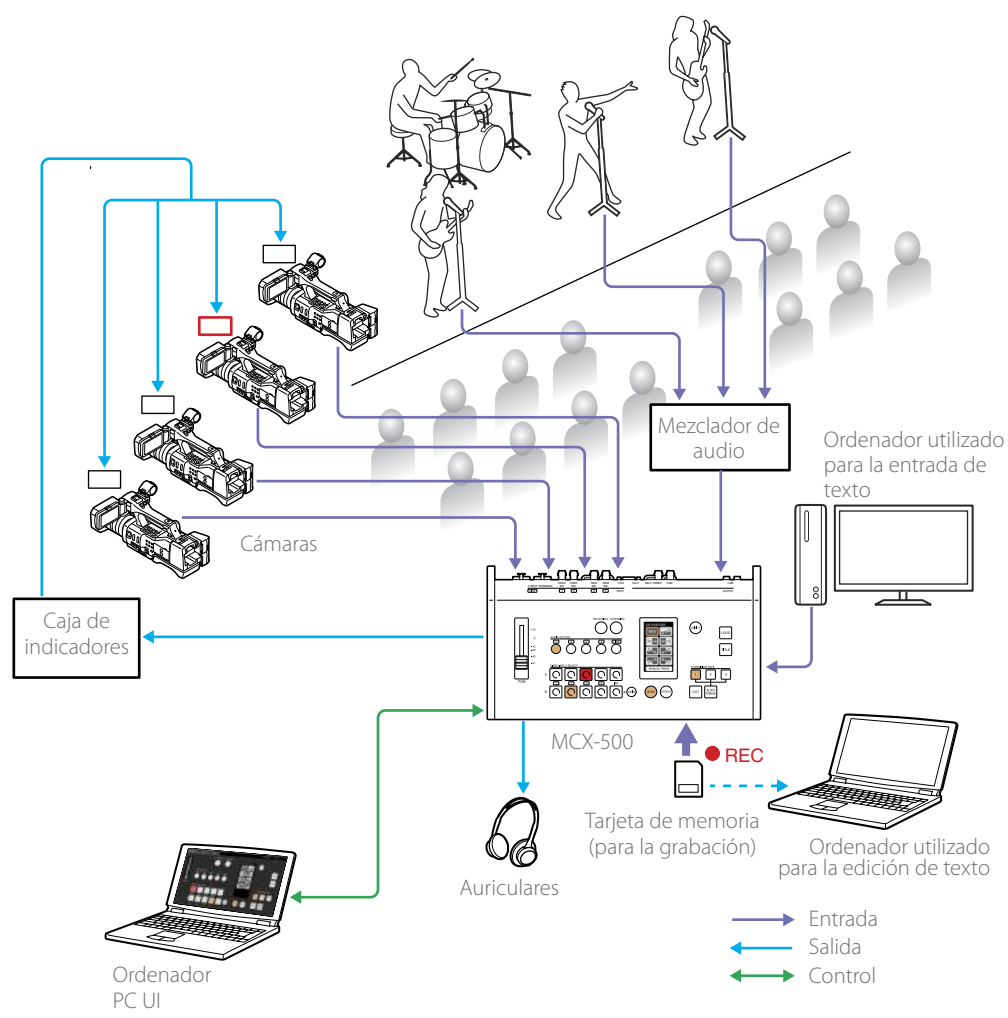 Mezclador de
audio
Ordenador utilizado
para la entrada de
texto
Cámaras
Caja de
indicadores
MCX-500
REC
Tarjeta de memoria
(para la grabación)
Ordenador utilizado
para la edición de texto
Auriculares
Ordenador
PC UI
Entrada
Salida
Control